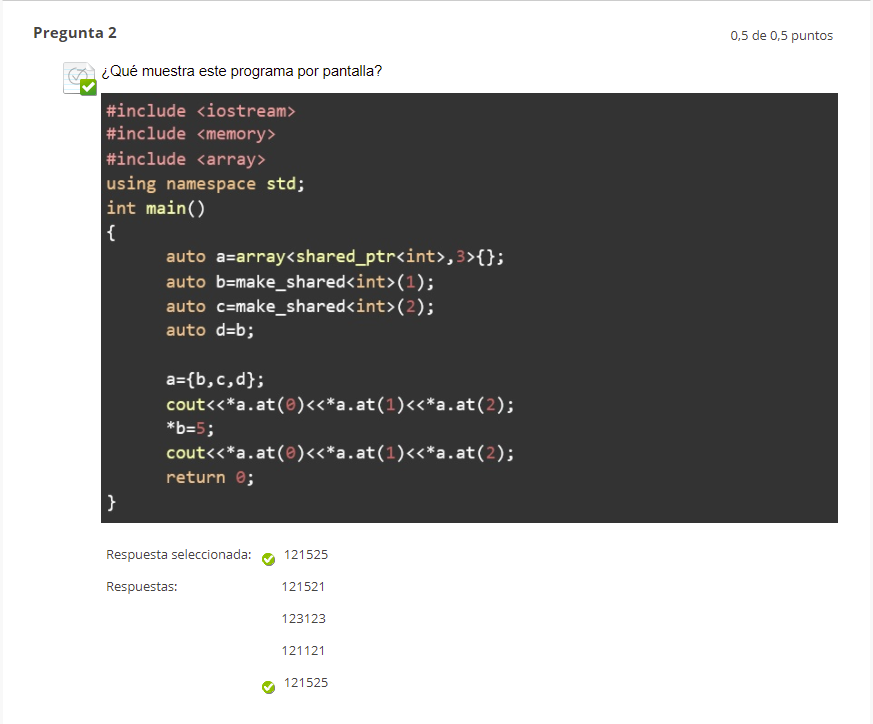 Pregunta 2
0,5 de 0,5 puntos
¿Qué muestra este programa por pantalla?
#include <iostream>
#include <memory>
#include <array>
using namespace std;
int main()
{
auto a=array<shared_ptr<int>,3>{};
auto b=make_shared<int>(1);
auto c=make_shared<int>(2);
auto d=b;
a={b,c,d};
cout<<*a.at(0)<<*a.at(1)<<*a.at(2);
*b=5;
cout<<*a.at(0)<<*a.at(1)<<*a.at(2);
return 0;
}
Respuesta seleccionada: 121525
Respuestas: 121521
123123
121121
121525